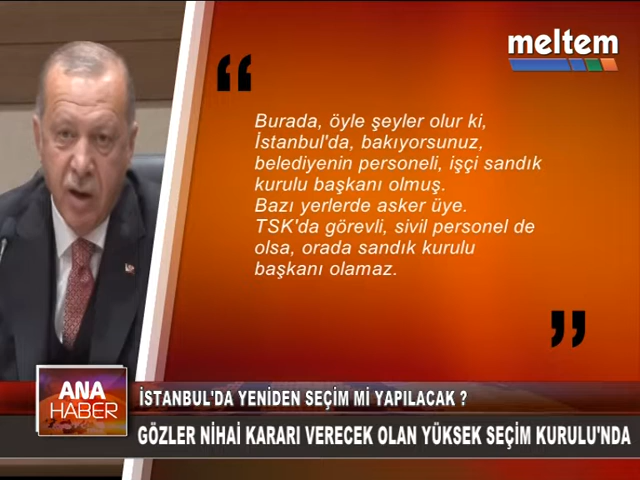 meltem
“
Burada, öyle şeyler olur ki,
İstanbul'da, bakıyorsunuz,
belediyenin personeli, işçi sandık
kurulu başkanı olmuş.
Bazı yerlerde asker üye.
TSK'da görevli, sivil personel de
olsa, orada sandık kurulu
başkanı olamaz.
”
ANA
HABER
İSTANBUL'DA YENİDEN SEÇİM Mİ YAPILACAK ?
GÖZLER NİHAİ KARARI VERECEK OLAN YÜKSEK SEÇİM KURULU'NDA